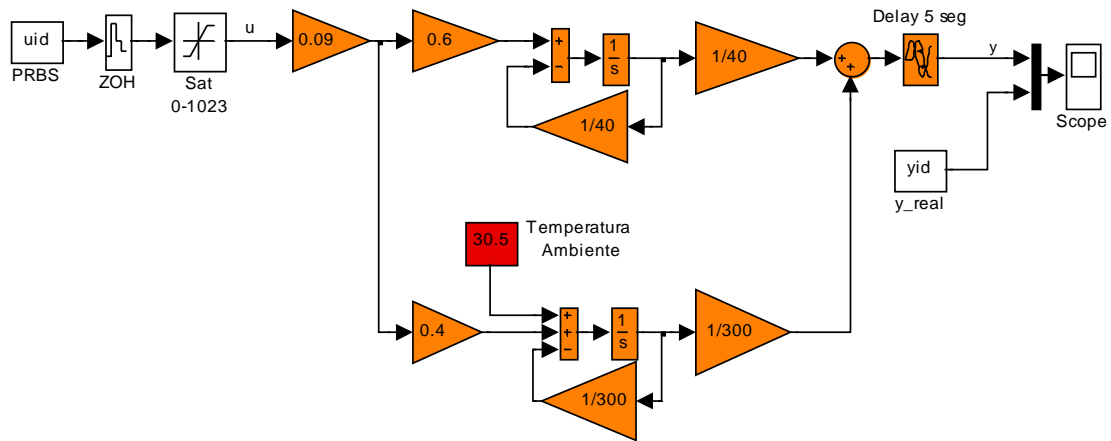 uid
PRBS
ZOH
Sat
0-1023
u
0.09
0.6
+
−
1
s
1/40
1/40
+
+
Delay 5 seg
y
Scope
yid
y_real
30.5
Temperatura
Ambiente
0.4
+
+
−
1
s
1/300
1/300